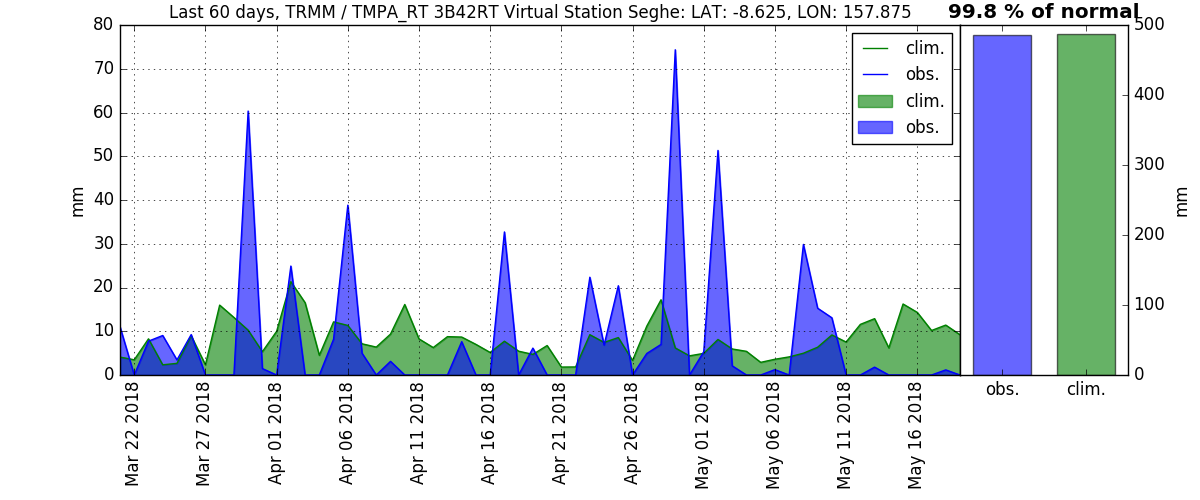 Last 60 days, TRMM / TMPA_RT 3B42RT Virtual Station Seghe: LAT: -8.625, LON: 157.875
99.8 % of normal
mm
80
70
60
50
40
30
20
10
0
clim.
obs.
clim.
obs.
500
400
300
200
100
0
mm
obs.
clim.
Mar 22 2018
Mar 27 2018
Apr 01 2018
Apr 06 2018
Apr 11 2018
Apr 16 2018
Apr 21 2018
Apr 26 2018
May 01 2018
May 06 2018
May 11 2018
May 16 2018